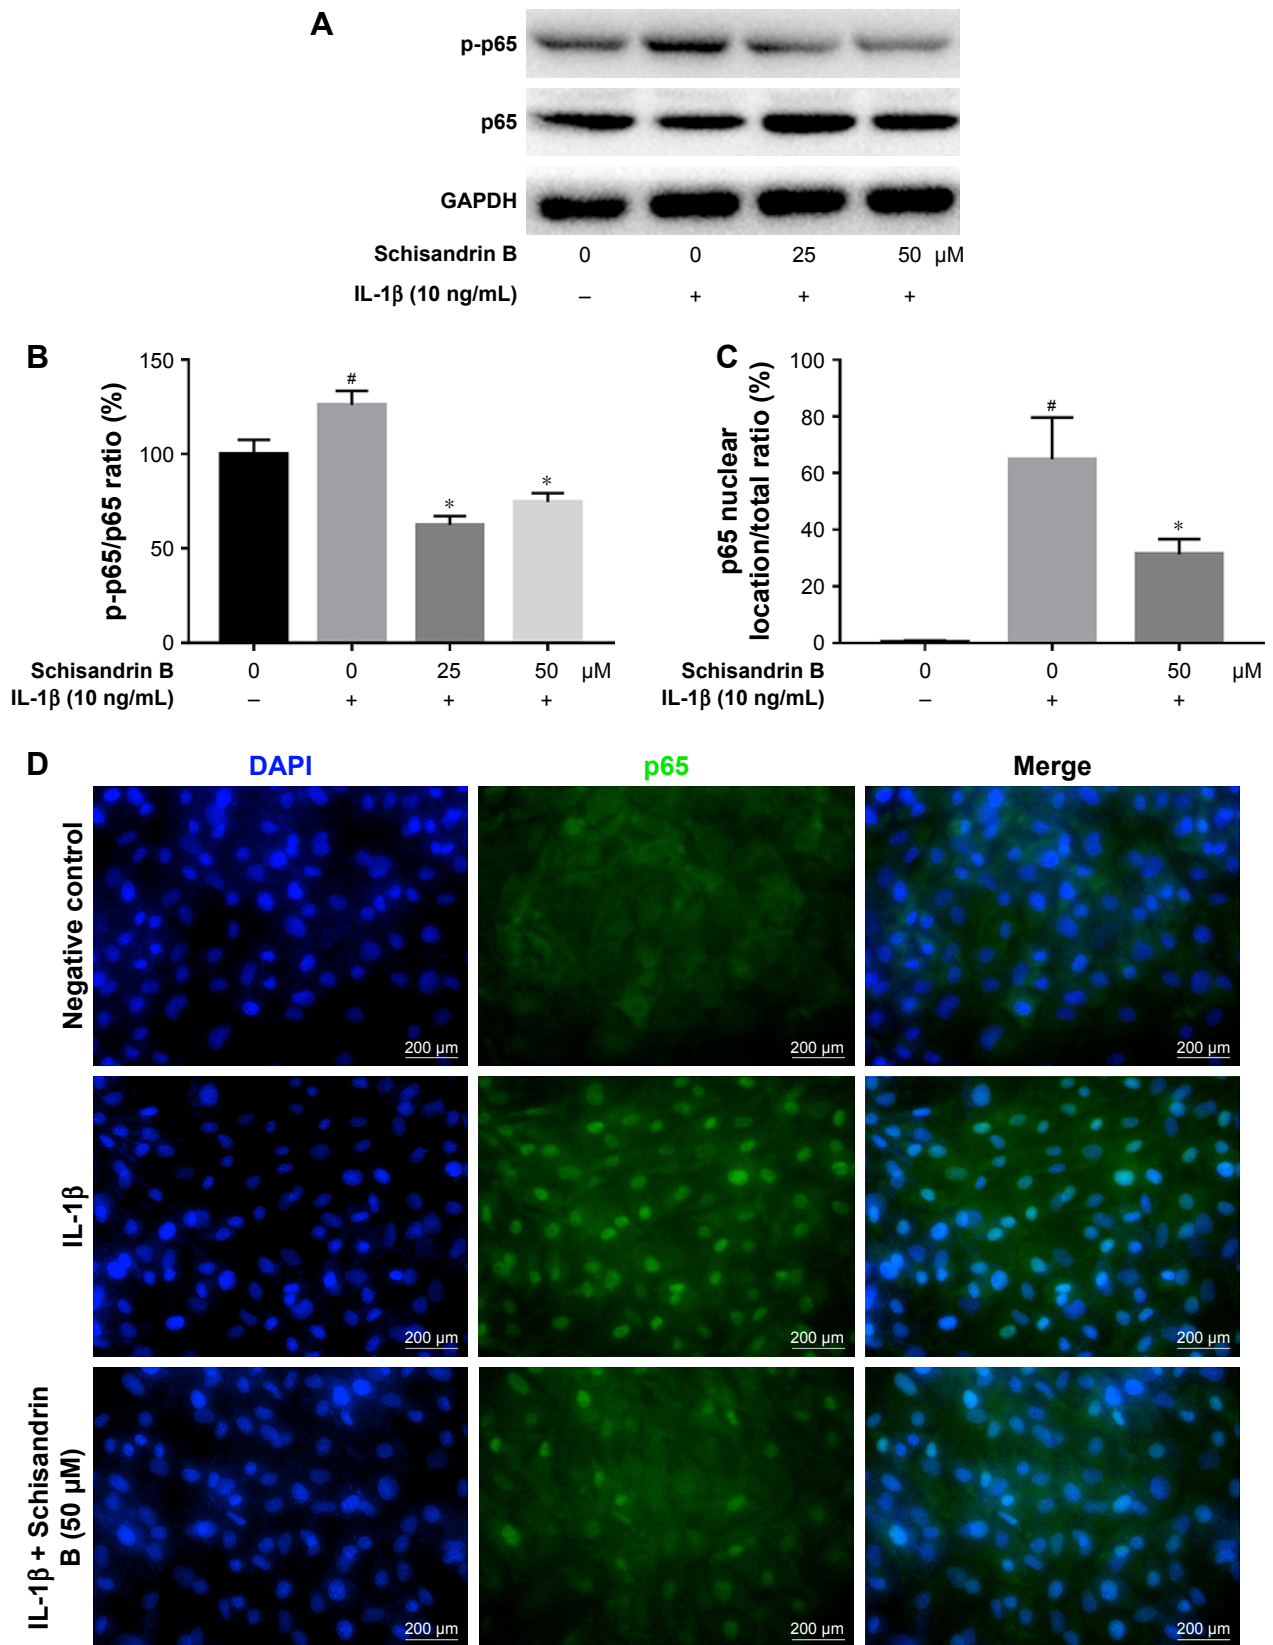 A
p-p65
p65
GAPDH
Schisandrin B 0 0 25 50 μM
IL-1β (10 ng/mL) – + + +
B
p-p65/p65 ratio (%)
150
100
50
0
#
*
*
Schisandrin B 0 0 25 50 μM
IL-1β (10 ng/mL) – + + +
C
p65 nuclear
location/total ratio (%)
100
80
60
40
20
0
#
*
Schisandrin B 0 0 50 μM
IL-1β (10 ng/mL) – + +
D
DAPI p65 Merge
Negative control
200 μm 200 μm 200 μm
IL-1β
200 μm 200 μm 200 μm
IL-1β + Schisandrin
B (50 μM)
200 μm 200 μm 200 μm